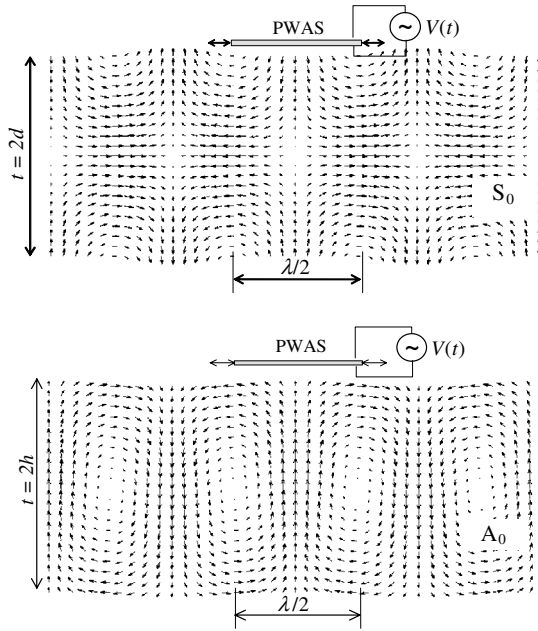 PWAS
~ V(t)
t = 2d
S₀
λ/2
PWAS
~ V(t)
t = 2h
A₀
λ/2